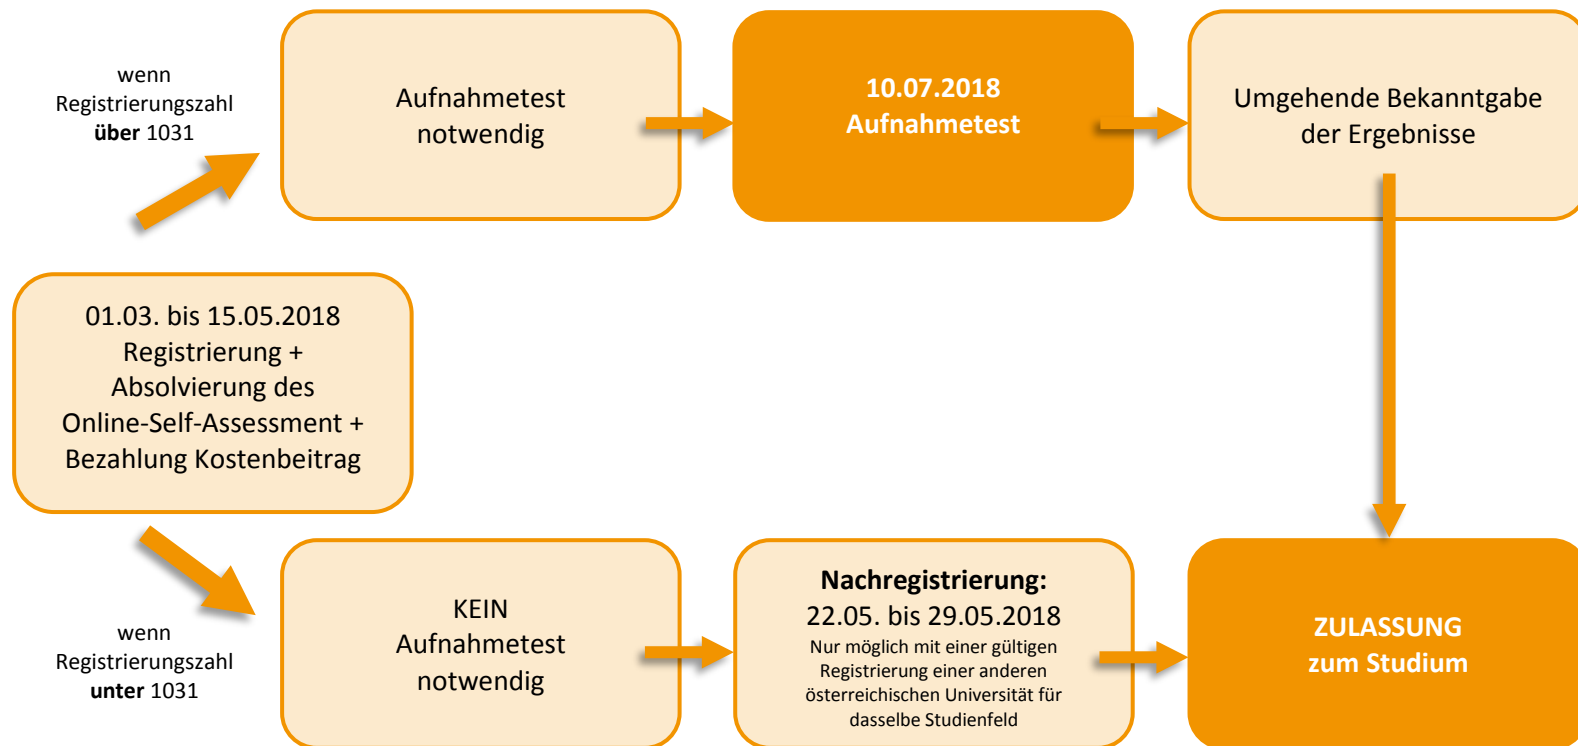 wenn
Registrierungszahl
über 1031
Aufnahmetest
notwendig
10.07.2018
Aufnahmetest
Umgehende Bekanntgabe
der Ergebnisse
01.03. bis 15.05.2018
Registrierung +
Absolvierung des
Online-Self-Assessment +
Bezahlung Kostenbeitrag
wenn
Registrierungszahl
unter 1031
KEIN
Aufnahmetest
notwendig
Nachregistrierung:
22.05. bis 29.05.2018
Nur möglich mit einer gültigen
Registrierung einer anderen
österreichischen Universität für
dasselbe Studienfeld
ZULASSUNG
zum Studium